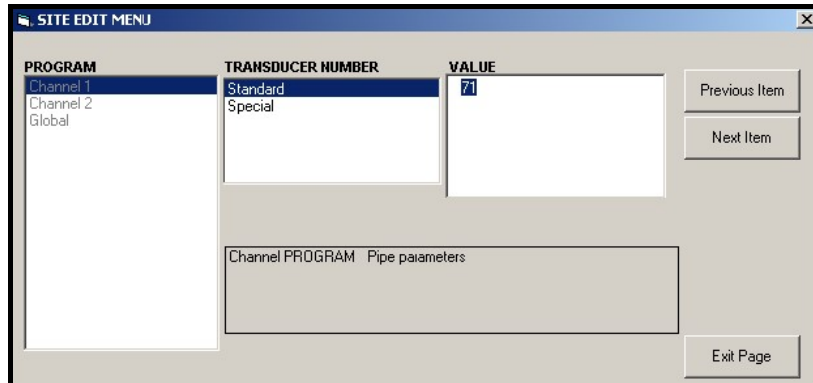 SITE EDIT MENU
PROGRAM
Channel 1
Channel 2
Global
TRANSDUCER NUMBER
Standard
Special
VALUE
71
Previous Item
Next Item
Channel PROGRAM Pipe parameters
Exit Page